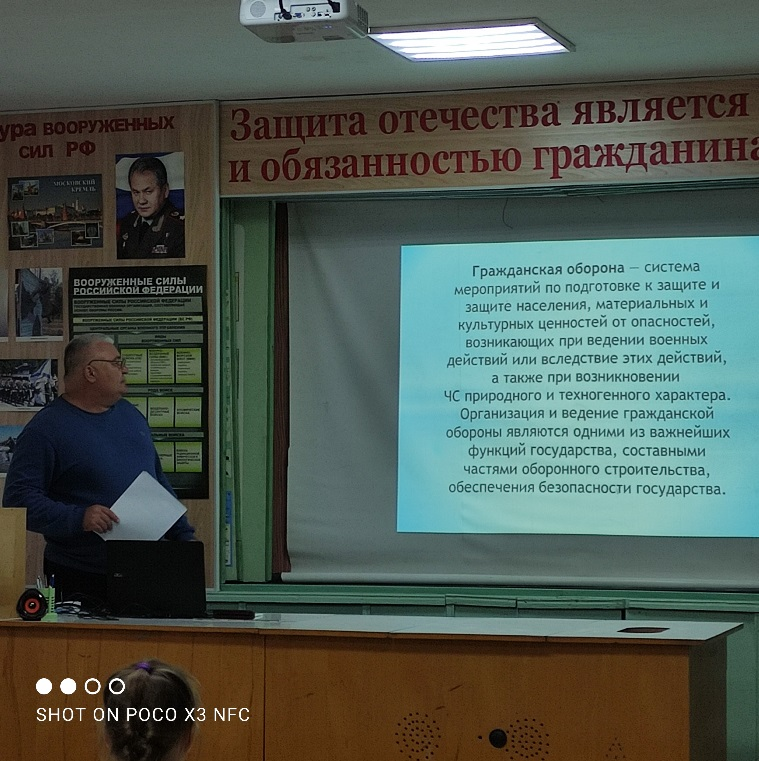 ура ВООРУЖЕННЫХ
СИЛ РФ
Защита отечества является
и обязанностью гражданина
МОСКОВСКИЙ
КРЕМЛЬ
ВООРУЖЕННЫЕ СИЛЫ
РОССИЙСКОЙ ФЕДЕРАЦИИ
Гражданская оборона – система
мероприятий по подготовке к защите и
защите населения, материальных и
культурных ценностей от опасностей,
возникающих при ведении военных
действий или вследствие этих действий,
а также при возникновении
ЧС природного и техногенного характера.
Организация и ведение гражданской
обороны являются одними из важнейших
функций государства, составными
частями оборонного строительства,
обеспечения безопасности государства.
SHOT ON POCO X3 NFC